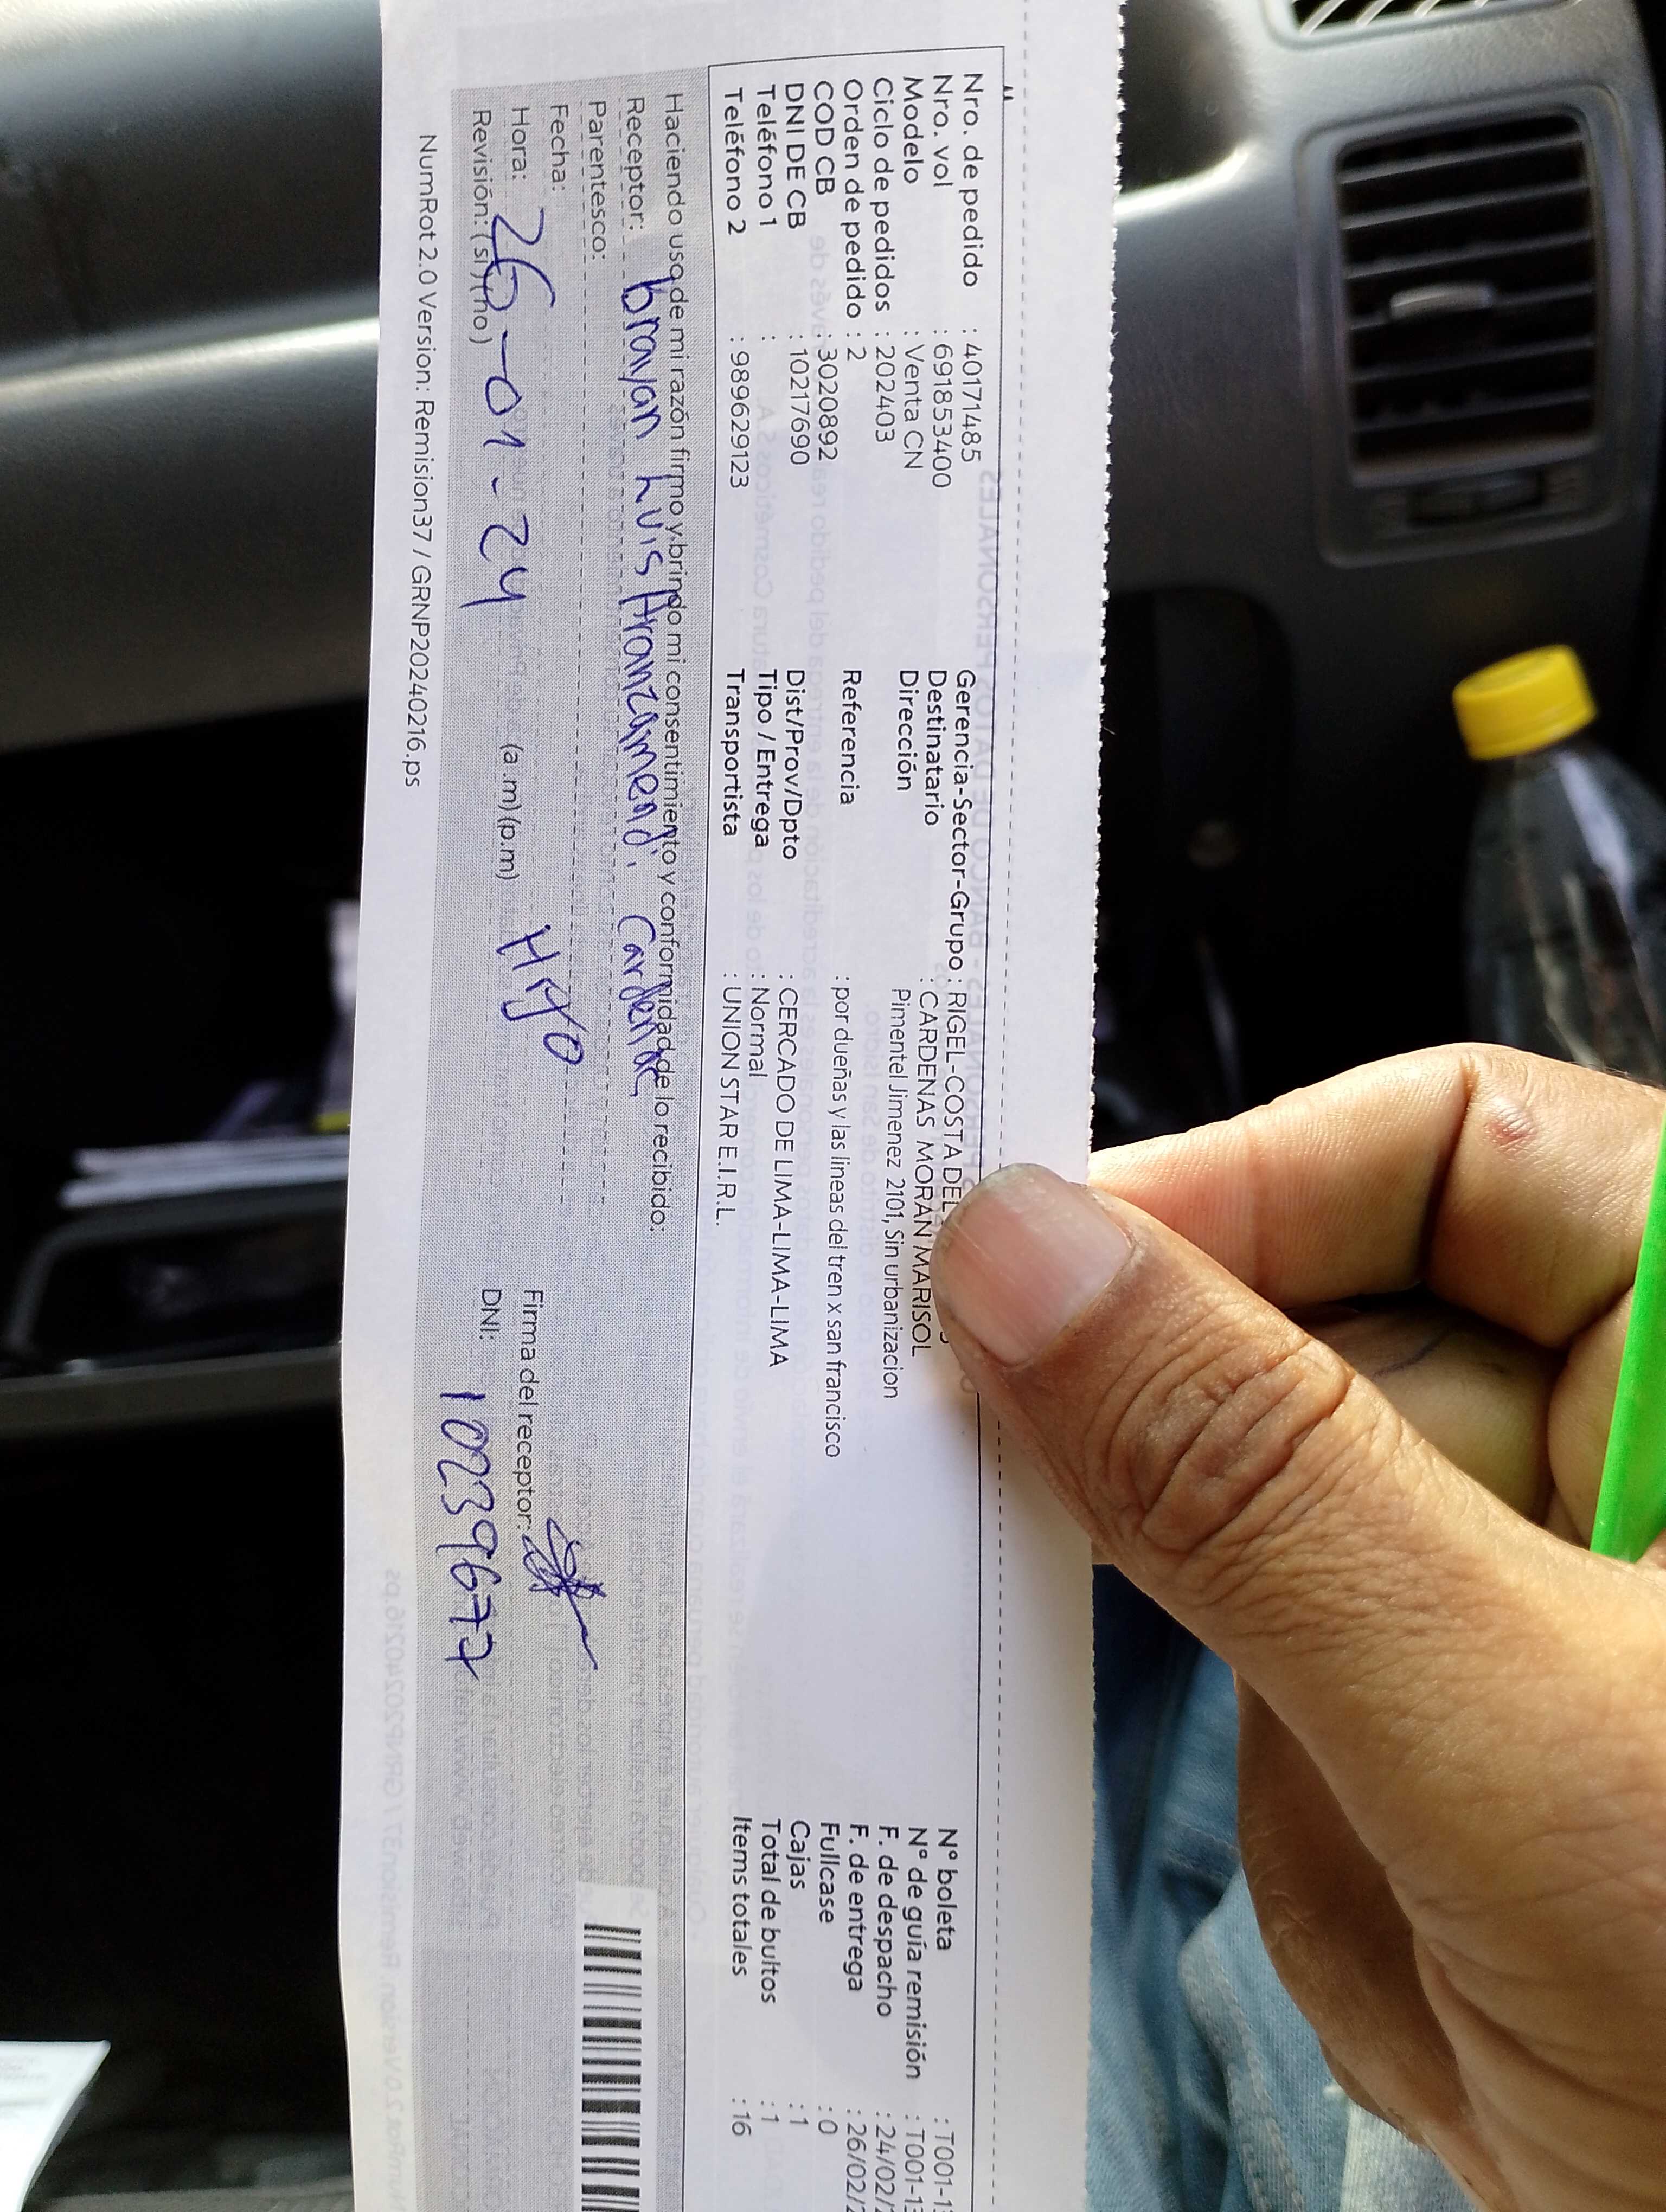 Nro. de pedido : 40171485
Nro. vol : 691853400
Modelo : Venta CN
Ciclo de pedidos : 202403
Orden de pedido : 2
COD CB : 30208892
DNI DE CB : 10217690
Teléfono 1 :
Teléfono 2 : 989629123
Gerencia-Sector-Grupo : RIGEL-COSTA DEL
Destinatario : CARDENAS MORAN MARISOL
Dirección Pimentel Jimenez 2101, Sin urbanizacion
Referencia : por dueñas y las lineas del tren x san francisco
Dist/Prov/Dpto : CERCADO DE LIMA-LIMA-LIMA
Tipo / Entrega : Normal
Transportista : UNION STAR E.I.R.L.
N° boleta : T001-1
N° de guía remisión : T001-1
F. de despacho : 24/02/2
F. de entrega : 26/02/2
Fullcase : 0
Cajas : 1
Total de bultos : 1
Items totales : 16
Haciendo uso de mi razón firmo y brindo mi consentimiento y conformidad de lo recibido:
Receptor: brayan Luis
Parentesco: Hijo
Fecha: 26-01-24
Hora: (a.m) (p.m)
Revisión: (si) (no)
Firma del receptor:
DNI: 10239677
NumRot 2.0 Version: Remision37 / GRNP20240216.ps